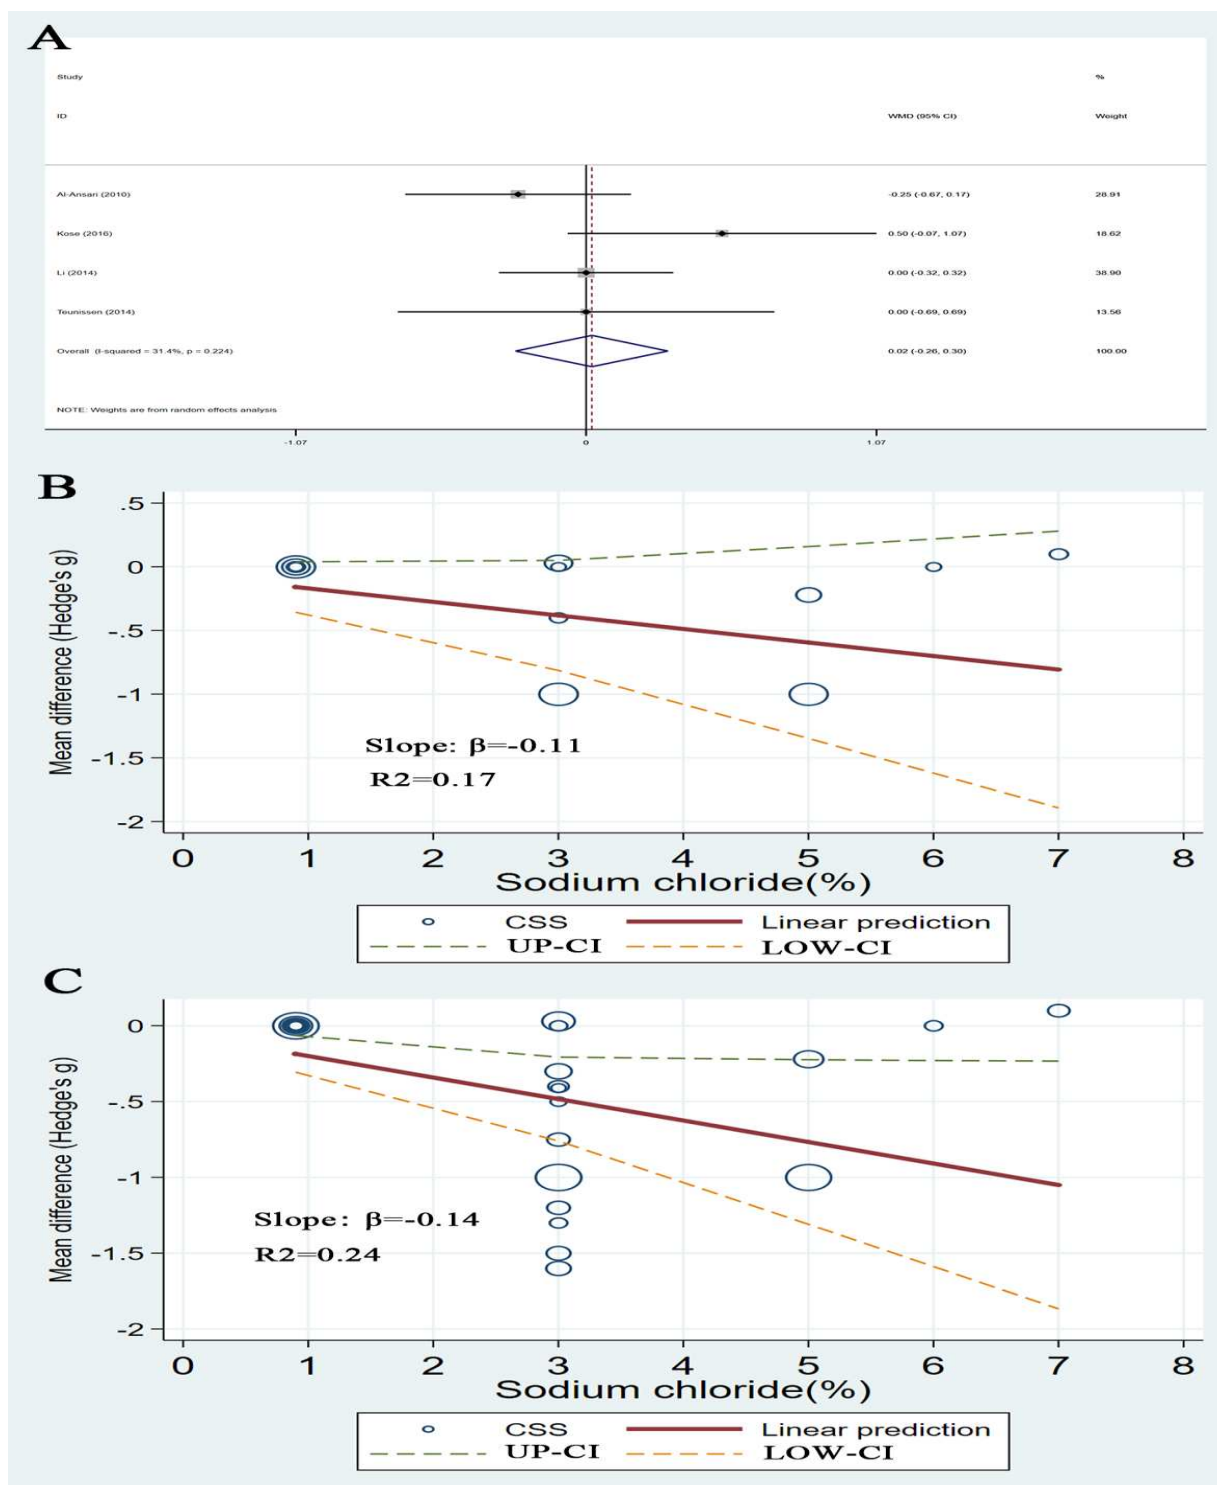 A
Study %
ID WMD (95% CI) Weight
Al-Ansari (2010) -0.25 (-0.67, 0.17) 28.91
Kose (2016) 0.50 (-0.07, 1.07) 18.62
Li (2014) 0.00 (-0.32, 0.32) 38.90
Teunissen (2014) 0.00 (-0.69, 0.69) 13.56
Overall (I-squared = 31.4%, p = 0.224) 0.02 (-0.26, 0.30) 100.00
NOTE: Weights are from random effects analysis
-1.07 0 1.07
B
Mean difference (Hedge's g)
.5
0
-.5
-1
-1.5
-2
Slope: β=-0.11
R2=0.17
0 1 2 3 4 5 6 7 8
Sodium chloride(%)
CSS Linear prediction
UP-CI LOW-CI
C
Mean difference (Hedge's g)
0
-.5
-1
-1.5
-2
Slope: β=-0.14
R2=0.24
0 1 2 3 4 5 6 7 8
Sodium chloride(%)
CSS Linear prediction
UP-CI LOW-CI